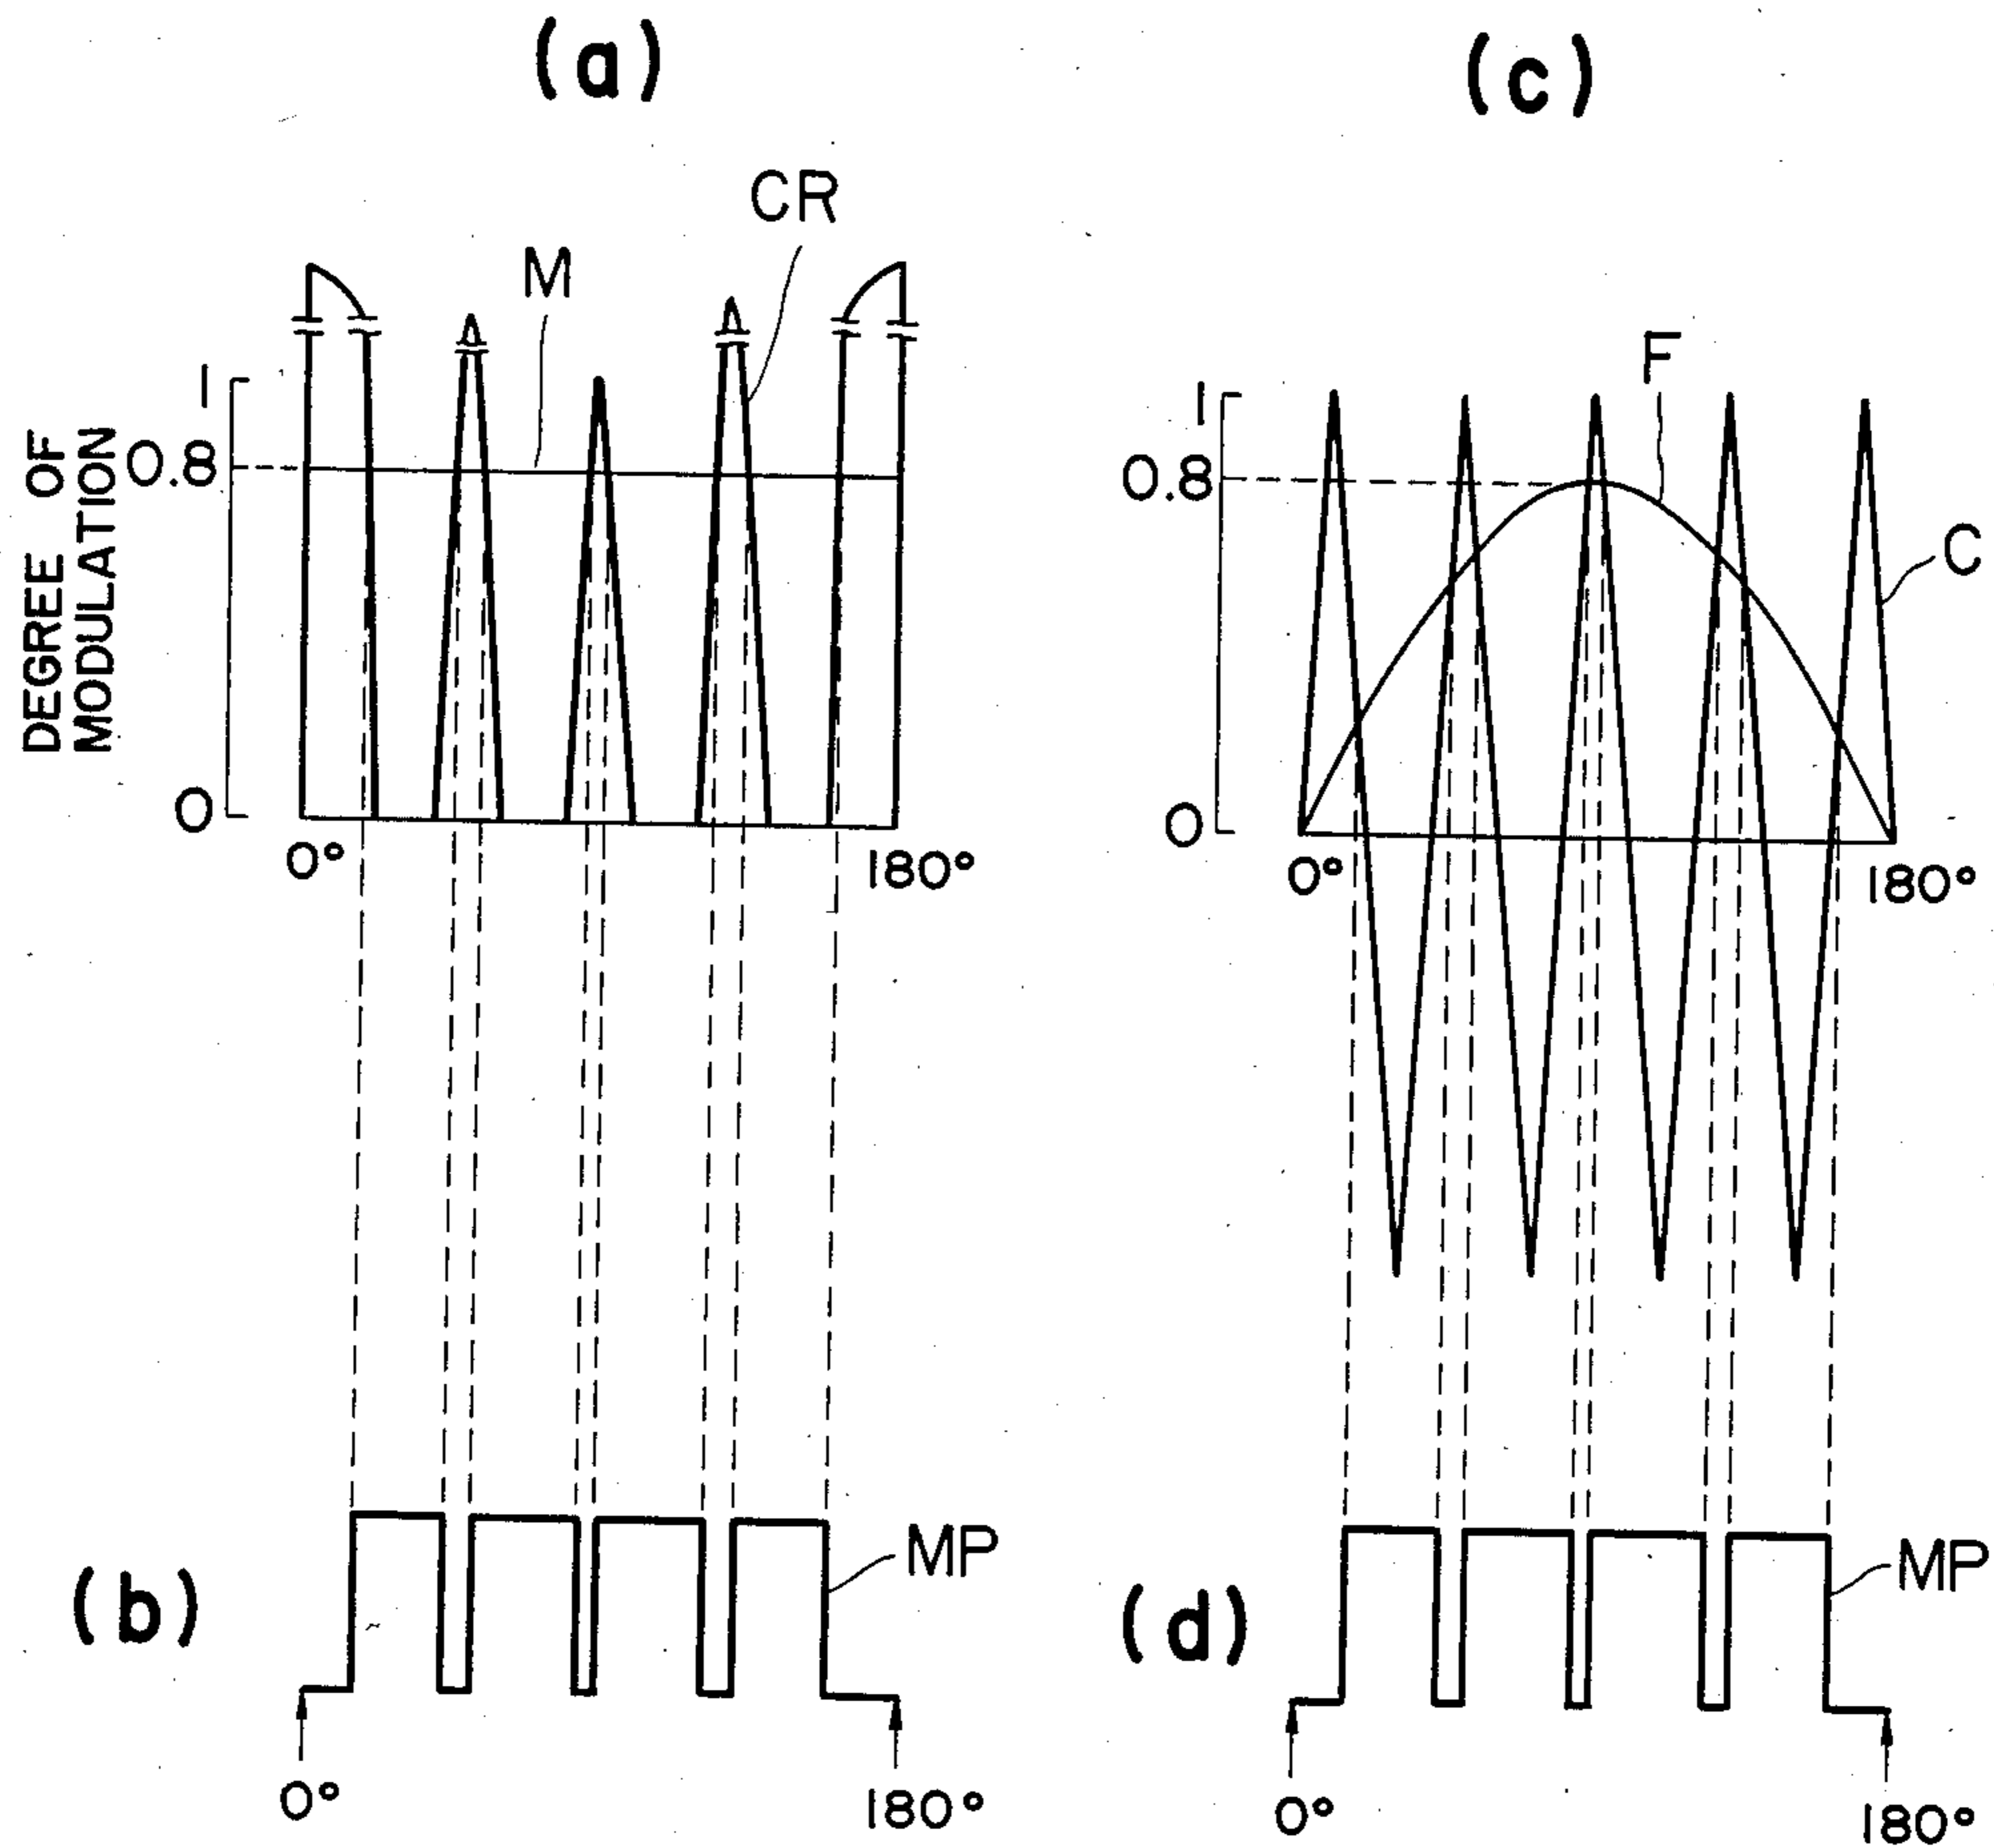 (a)
CR
M
1
0.8
0
DEGREE OF
MODULATION
0°
180°
(c)
F
1
0.8
0
C
0°
180°
(b)
MP
0°
180°
(d)
MP
0°
180°